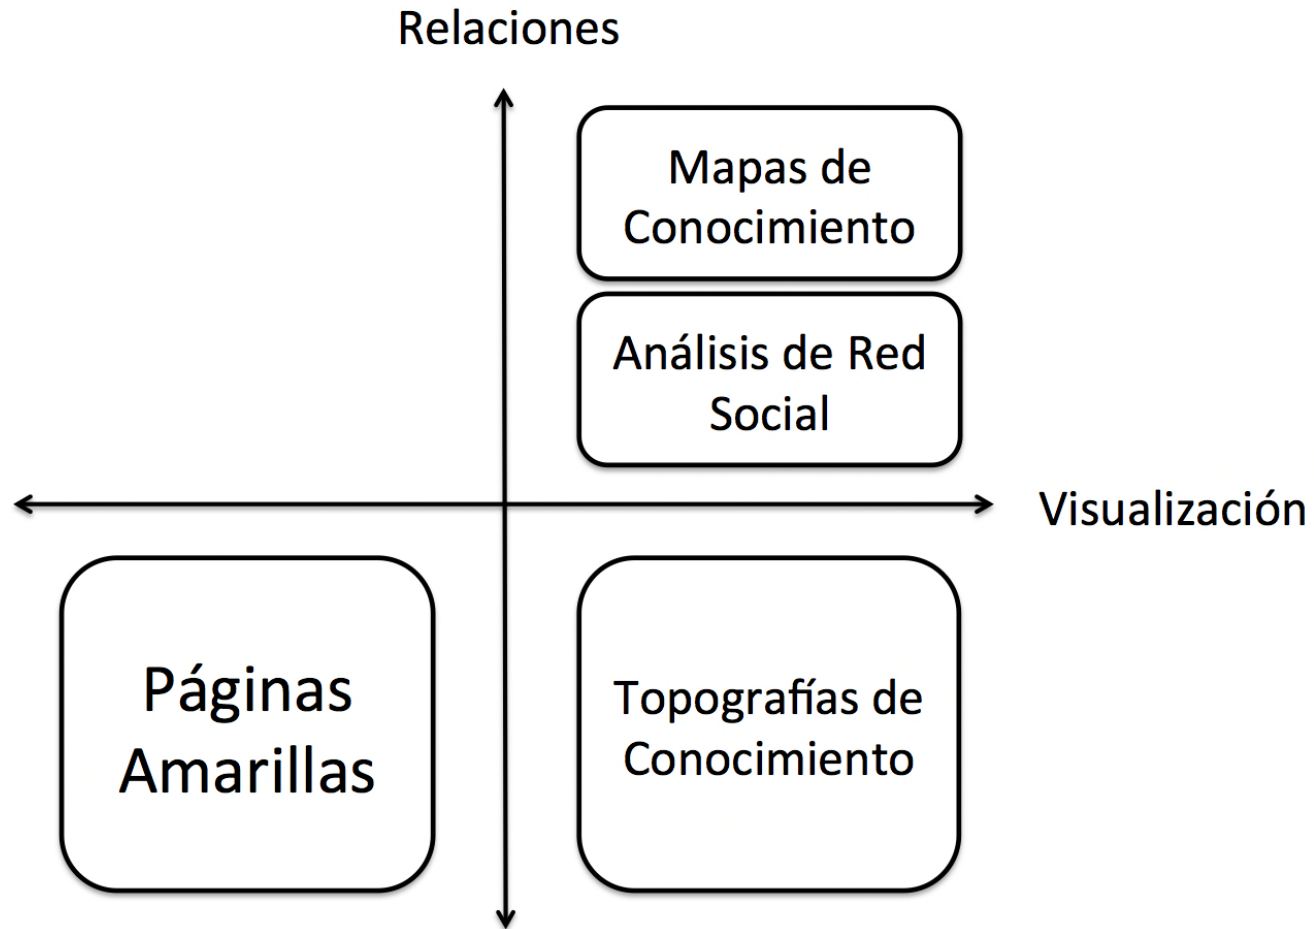 Relaciones
Mapas de
Conocimiento
Análisis de Red
Social
Visualización
Páginas
Amarillas
Topografías de
Conocimiento